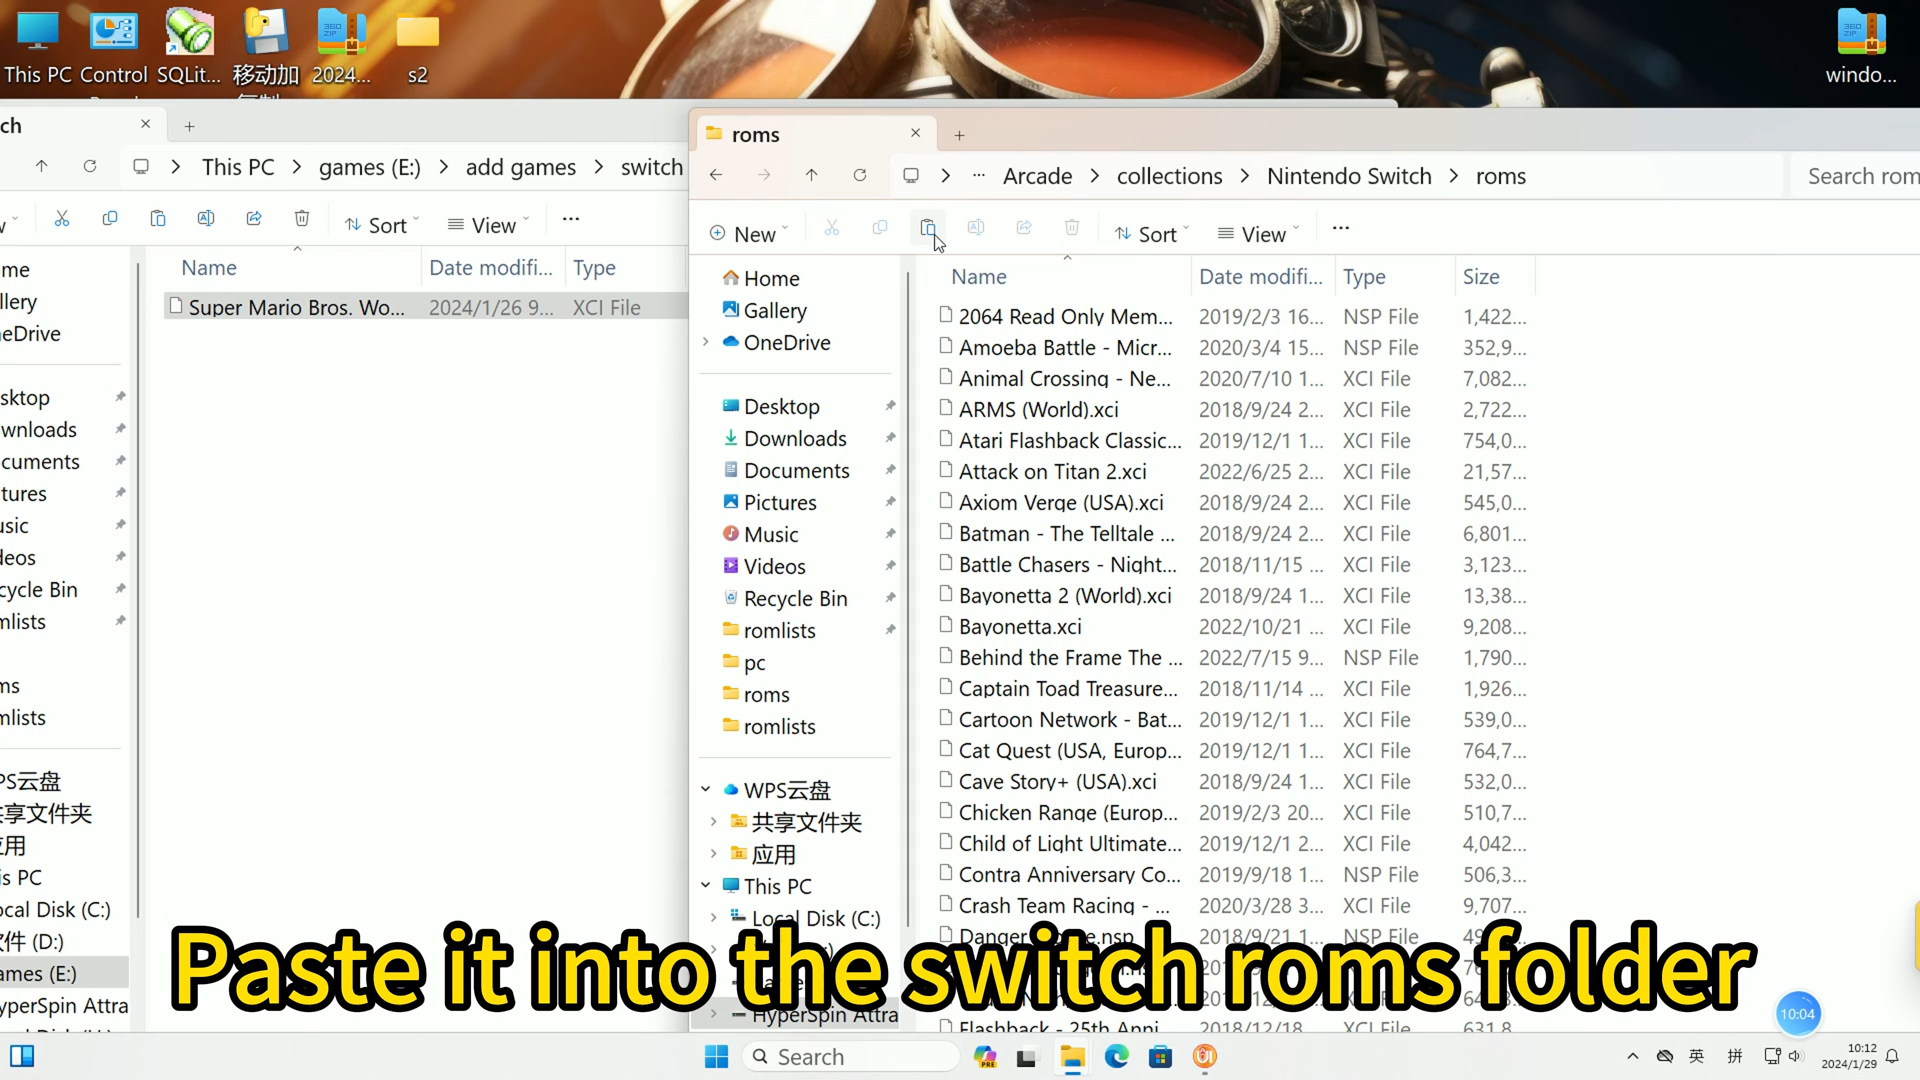 This PC
Control
SQLit...
移动加
2024...
s2
windo...
ch
This PC
games (E:)
add games
switch
Sort
View
Name
Date modifi...
Type
Super Mario Bros. Wo...
2024/1/26 9...
XCI File
me
llery
eDrive
sktop
wnloads
cuments
tures
usic
deos
cycle Bin
mlists
ms
mlists
PS云盘
共享文件夹
应用
is PC
ocal Disk (C:)
文件 (D:)
ames (E:)
HyperSpin Attra
roms
Arcade
collections
Nintendo Switch
roms
Search rom
New
Sort
View
Home
Gallery
OneDrive
Desktop
Downloads
Documents
Pictures
Music
Videos
Recycle Bin
romlists
pc
roms
romlists
WPS云盘
共享文件夹
应用
This PC
Local Disk (C:)
HyperSpin Attra
Name Date modifi... Type Size
2064 Read Only Mem... 2019/2/3 16... NSP File 1,422...
Amoeba Battle - Micr... 2020/3/4 15... NSP File 352,9...
Animal Crossing - Ne... 2020/7/10 1... XCI File 7,082...
ARMS (World).xci 2018/9/24 2... XCI File 2,722...
Atari Flashback Classic... 2019/12/1 1... XCI File 754,0...
Attack on Titan 2.xci 2022/6/25 2... XCI File 21,57...
Axiom Verge (USA).xci 2018/9/24 2... XCI File 545,0...
Batman - The Telltale ... 2018/9/24 2... XCI File 6,801...
Battle Chasers - Night... 2018/11/15 ... XCI File 3,123...
Bayonetta 2 (World).xci 2018/9/24 1... XCI File 13,38...
Bayonetta.xci 2022/10/21 ... XCI File 9,208...
Behind the Frame The ... 2022/7/15 9... NSP File 1,790...
Captain Toad Treasure... 2018/11/14 ... XCI File 1,926...
Cartoon Network - Bat... 2019/12/1 1... XCI File 539,0...
Cat Quest (USA, Europ... 2019/12/1 1... XCI File 764,7...
Cave Story+ (USA).xci 2018/9/24 1... XCI File 532,0...
Chicken Range (Europ... 2019/2/3 20... XCI File 510,7...
Child of Light Ultimate... 2019/12/1 2... XCI File 4,042...
Contra Anniversary Co... 2019/9/18 1... NSP File 506,3...
Crash Team Racing - ... 2020/3/28 3... XCI File 9,707...
Danger 2018/9/21 NSP File
Flashback - 25th Anni 2018/12/18 XCI File 631,8
Paste it into the switch roms folder
10:04
Search
英
拼
10:12
2024/1/29